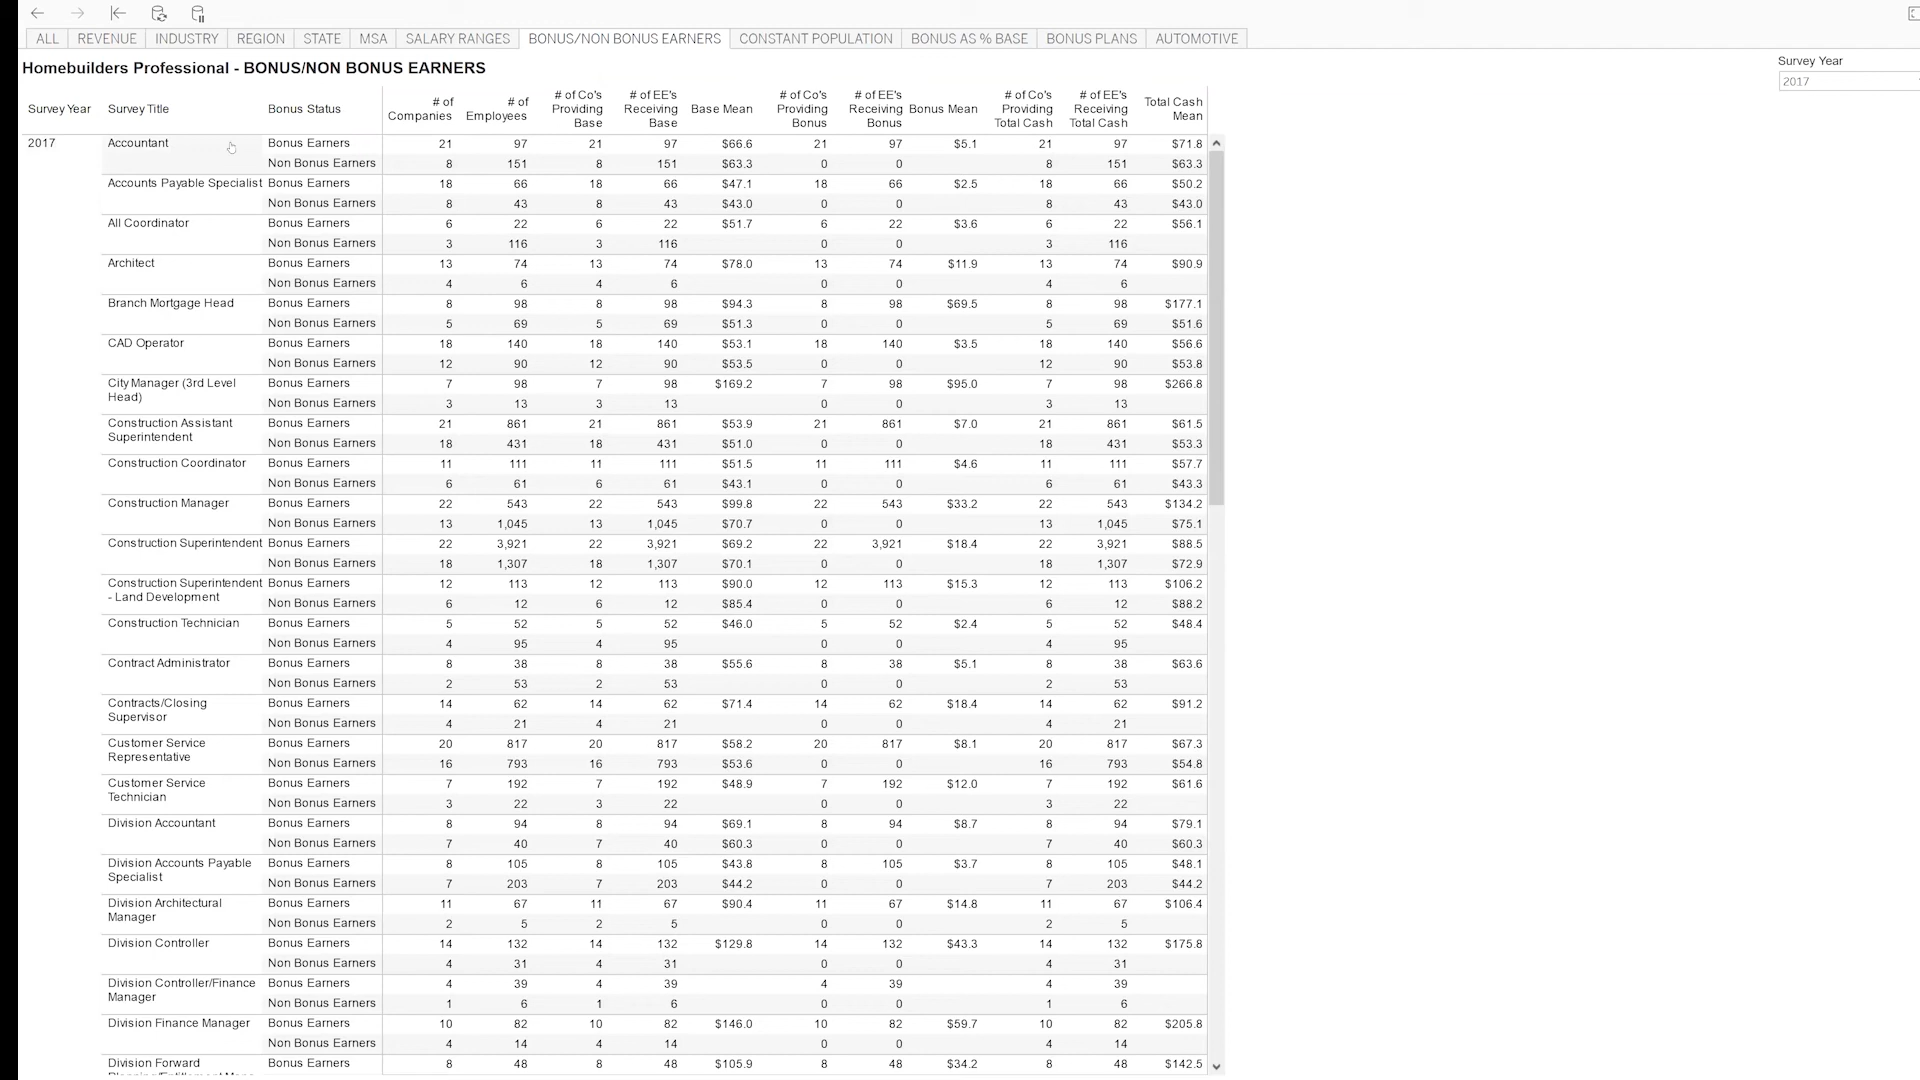 ALL REVENUE INDUSTRY REGION STATE MSA SALARY RANGES BONUS/NON BONUS EARNERS CONSTANT POPULATION BONUS AS % BASE BONUS PLANS AUTOMOTIVE
Homebuilders Professional - BONUS/NON BONUS EARNERS
Survey Year
2017
Survey Year Survey Title Bonus Status # of Companies # of Employees # of Co's Providing Base # of EE's Receiving Base Base Mean # of Co's Providing Bonus # of EE's Receiving Bonus Bonus Mean # of Co's Providing Total Cash # of EE's Receiving Total Cash Total Cash Mean
2017 Accountant Bonus Earners 21 97 21 97 $66.6 21 97 $5.1 21 97 $71.8
Non Bonus Earners 8 151 8 151 $63.3 0 0 8 151 $63.3
Accounts Payable Specialist Bonus Earners 18 66 18 66 $47.1 18 66 $2.5 18 66 $50.2
Non Bonus Earners 8 43 8 43 $43.0 0 0 8 43 $43.0
All Coordinator Bonus Earners 6 22 6 22 $51.7 6 22 $3.6 6 22 $56.1
Non Bonus Earners 3 116 3 116 0 0 3 116
Architect Bonus Earners 13 74 13 74 $78.0 13 74 $11.9 13 74 $90.9
Non Bonus Earners 4 6 4 6 0 0 4 6
Branch Mortgage Head Bonus Earners 8 98 8 98 $94.3 8 98 $69.5 8 98 $177.1
Non Bonus Earners 5 69 5 69 $51.3 0 0 5 69 $51.6
CAD Operator Bonus Earners 18 140 18 140 $53.1 18 140 $3.5 18 140 $56.6
Non Bonus Earners 12 90 12 90 $53.5 0 0 12 90 $53.8
City Manager (3rd Level Head) Bonus Earners 7 98 7 98 $169.2 7 98 $95.0 7 98 $266.8
Non Bonus Earners 3 13 3 13 0 0 3 13
Construction Assistant Superintendent Bonus Earners 21 861 21 861 $53.9 21 861 $7.0 21 861 $61.5
Non Bonus Earners 18 431 18 431 $51.0 0 0 18 431 $53.3
Construction Coordinator Bonus Earners 11 111 11 111 $51.5 11 111 $4.6 11 111 $57.7
Non Bonus Earners 6 61 6 61 $43.1 0 0 6 61 $43.3
Construction Manager Bonus Earners 22 543 22 543 $99.8 22 543 $33.2 22 543 $134.2
Non Bonus Earners 13 1,045 13 1,045 $70.7 0 0 13 1,045 $75.1
Construction Superintendent Bonus Earners 22 3,921 22 3,921 $69.2 22 3,921 $18.4 22 3,921 $88.5
Non Bonus Earners 18 1,307 18 1,307 $70.1 0 0 18 1,307 $72.9
Construction Superintendent - Land Development Bonus Earners 12 113 12 113 $90.0 12 113 $15.3 12 113 $106.2
Non Bonus Earners 6 12 6 12 $85.4 0 0 6 12 $88.2
Construction Technician Bonus Earners 5 52 5 52 $46.0 5 52 $2.4 5 52 $48.4
Non Bonus Earners 4 95 4 95 0 0 4 95
Contract Administrator Bonus Earners 8 38 8 38 $55.6 8 38 $5.1 8 38 $63.6
Non Bonus Earners 2 53 2 53 0 0 2 53
Contracts/Closing Supervisor Bonus Earners 14 62 14 62 $71.4 14 62 $18.4 14 62 $91.2
Non Bonus Earners 4 21 4 21 0 0 4 21
Customer Service Representative Bonus Earners 20 817 20 817 $58.2 20 817 $8.1 20 817 $67.3
Non Bonus Earners 16 793 16 793 $53.6 0 0 16 793 $54.8
Customer Service Technician Bonus Earners 7 192 7 192 $48.9 7 192 $12.0 7 192 $61.6
Non Bonus Earners 3 22 3 22 0 0 3 22
Division Accountant Bonus Earners 8 94 8 94 $69.1 8 94 $8.7 8 94 $79.1
Non Bonus Earners 7 40 7 40 $60.3 0 0 7 40 $60.3
Division Accounts Payable Specialist Bonus Earners 8 105 8 105 $43.8 8 105 $3.7 8 105 $48.1
Non Bonus Earners 7 203 7 203 $44.2 0 0 7 203 $44.2
Division Architectural Manager Bonus Earners 11 67 11 67 $90.4 11 67 $14.8 11 67 $106.4
Non Bonus Earners 2 5 2 5 0 0 2 5
Division Controller Bonus Earners 14 132 14 132 $129.8 14 132 $43.3 14 132 $175.8
Non Bonus Earners 4 31 4 31 0 0 4 31
Division Controller/Finance Manager Bonus Earners 4 39 4 39 4 39 4 39
Non Bonus Earners 1 6 1 6 0 0 1 6
Division Finance Manager Bonus Earners 10 82 10 82 $146.0 10 82 $59.7 10 82 $205.8
Non Bonus Earners 4 14 4 14 0 0 4 14
Division Forward Bonus Earners 8 48 8 48 $105.9 8 48 $34.2 8 48 $142.5